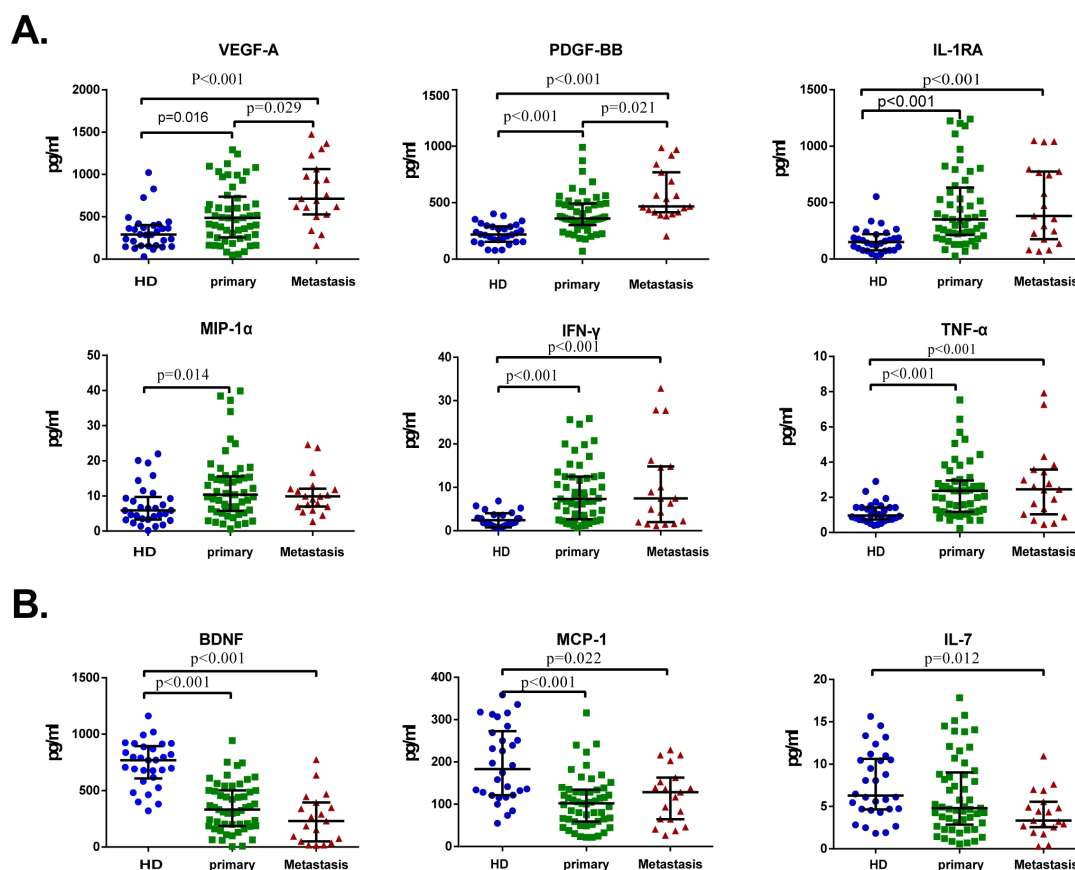 A.
VEGF-A
P<0.001
p=0.016
p=0.029
2000
1500
1000
500
0
pg/ml
HD
primary
Metastasis
PDGF-BB
p<0.001
p<0.001
p=0.021
1500
1000
500
0
pg/ml
HD
primary
Metastasis
IL-1RA
p<0.001
p<0.001
1500
1000
500
0
pg/ml
HD
primary
Metastasis
MIP-1α
p=0.014
50
40
30
20
10
0
pg/ml
HD
primary
Metastasis
IFN-γ
p<0.001
p<0.001
40
30
20
10
0
pg/ml
HD
primary
Metastasis
TNF-α
p<0.001
p<0.001
8
6
4
2
0
pg/ml
HD
primary
Metastasis
B.
BDNF
p<0.001
p<0.001
1500
1000
500
0
pg/ml
HD
primary
Metastasis
MCP-1
p=0.022
p<0.001
400
300
200
100
0
pg/ml
HD
primary
Metastasis
IL-7
p=0.012
20
15
10
5
0
pg/ml
HD
primary
Metastasis